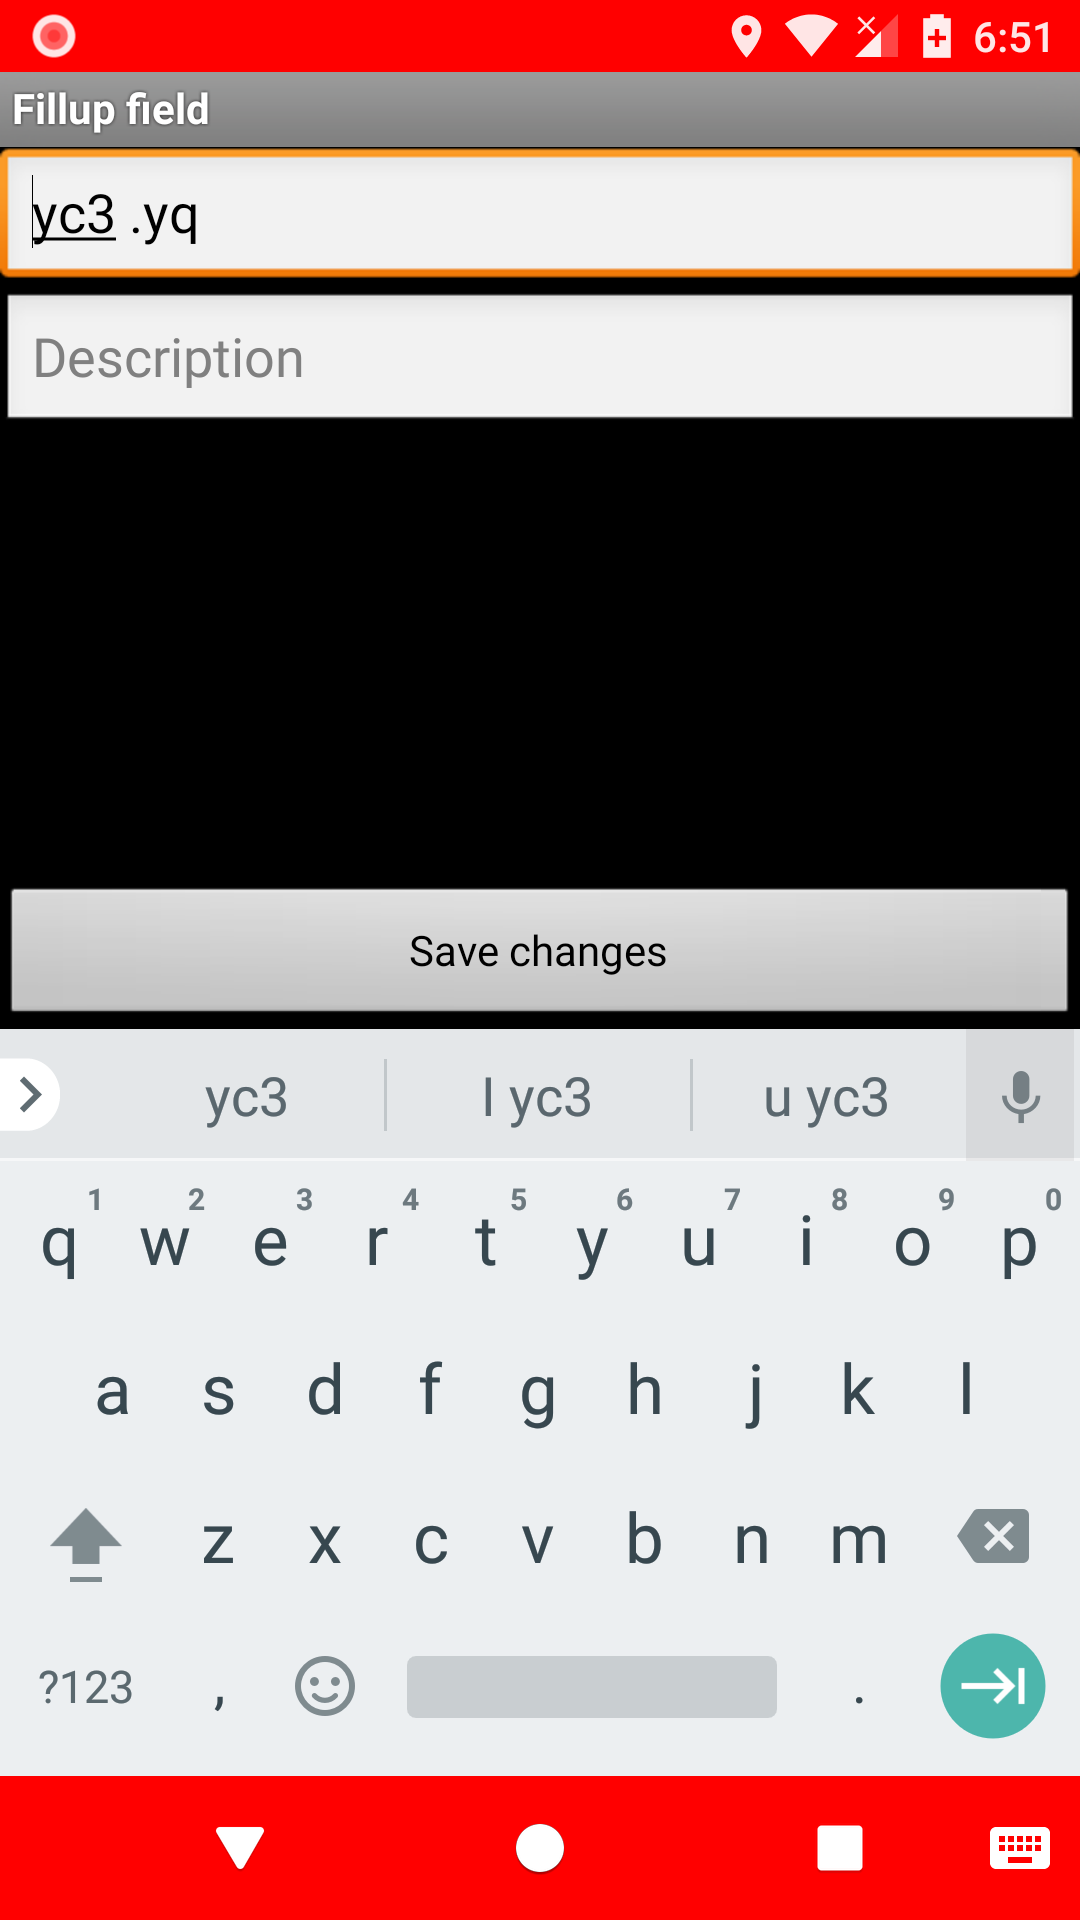 6:51
Fillup field
yc3 .yq
Description
Save changes
yc3 I yc3 u yc3
1 2 3 4 5 6 7 8 9 0
q w e r t y u i o p
a s d f g h j k l
z x c v b n m
?123 , .